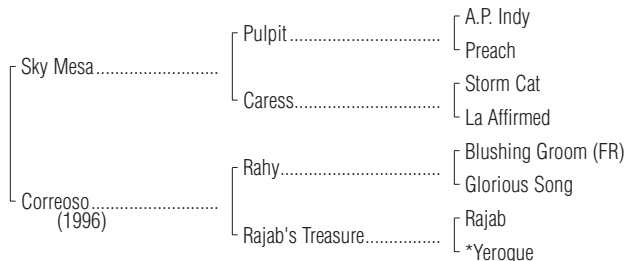 A.P. Indy
Pulpit
Preach
Sky Mesa
Storm Cat
Caress
La Affirmed
Blushing Groom (FR)
Rahy
Glorious Song
Correoso
(1996)
Rajab
Rajab's Treasure
*Yeroque